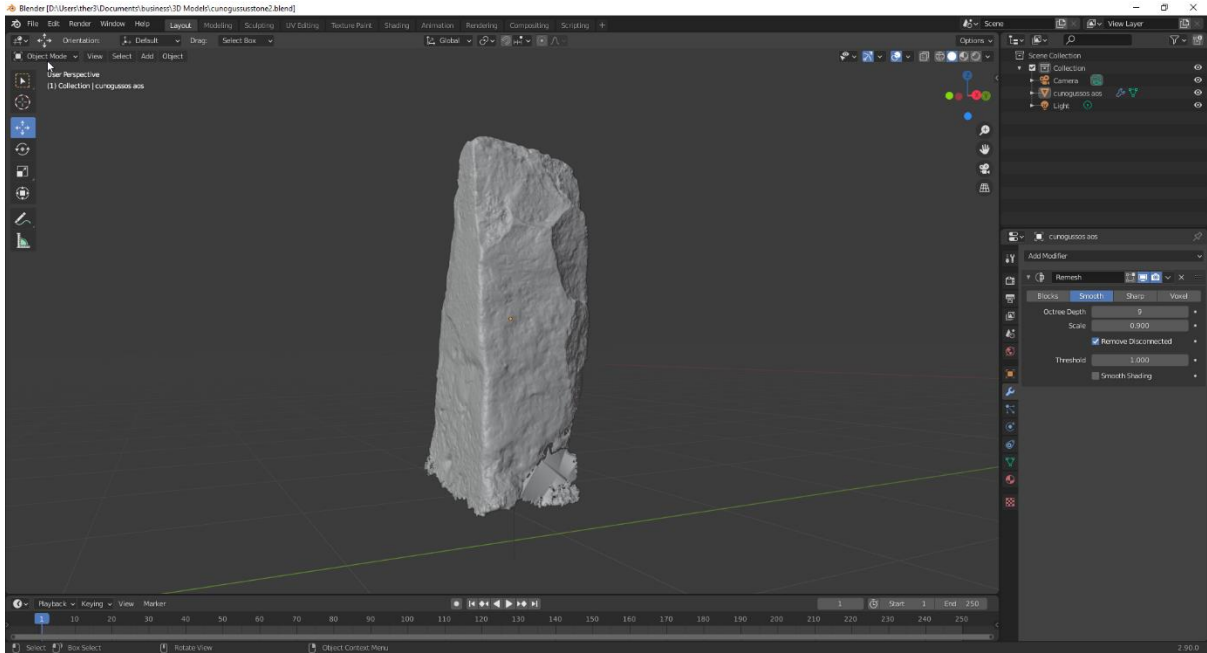 Blender [D:\Users\ther3\Documents\business\3D Models\cunogussusstone2.blend]
File Edit Render Window Help Layout Modeling Sculpting UV Editing Texture Paint Shading Animation Rendering Compositing Scripting + Scene View Layer
Orientation: Default Drag: Select Box Global Options
Object Mode View Select Add Object
User Perspective
(1) Collection | cunogussos aos
Scene Collection
Collection
Camera
cunogussos aos
Light
cunogussos aos
Add Modifier
Remesh
Blocks Smooth Sharp Voxel
Octree Depth 9
Scale 0.900
Remove Disconnected
Threshold 1.000
Smooth Shading
Playback Keying View Marker 1 Start 1 End 250
1 10 20 30 40 50 60 70 80 90 100 110 120 130 140 150 160 170 180 190 200 210 220 230 240 250
Select Box Select Rotate View Object Context Menu 2.90.0